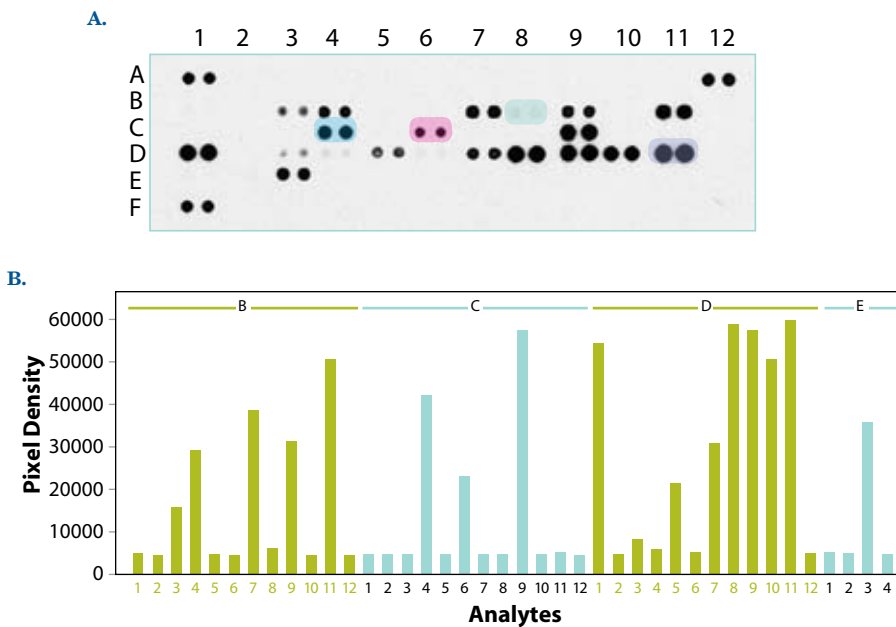 A.
1 2 3 4 5 6 7 8 9 10 11 12
A
B
C
D
E
F
B.
B C D E
60000
50000
40000
30000
20000
10000
0
Pixel Density
1 2 3 4 5 6 7 8 9 10 11 12 1 2 3 4 5 6 7 8 9 10 11 12 1 2 3 4 5 6 7 8 9 10 11 12 1 2 3 4
Analytes